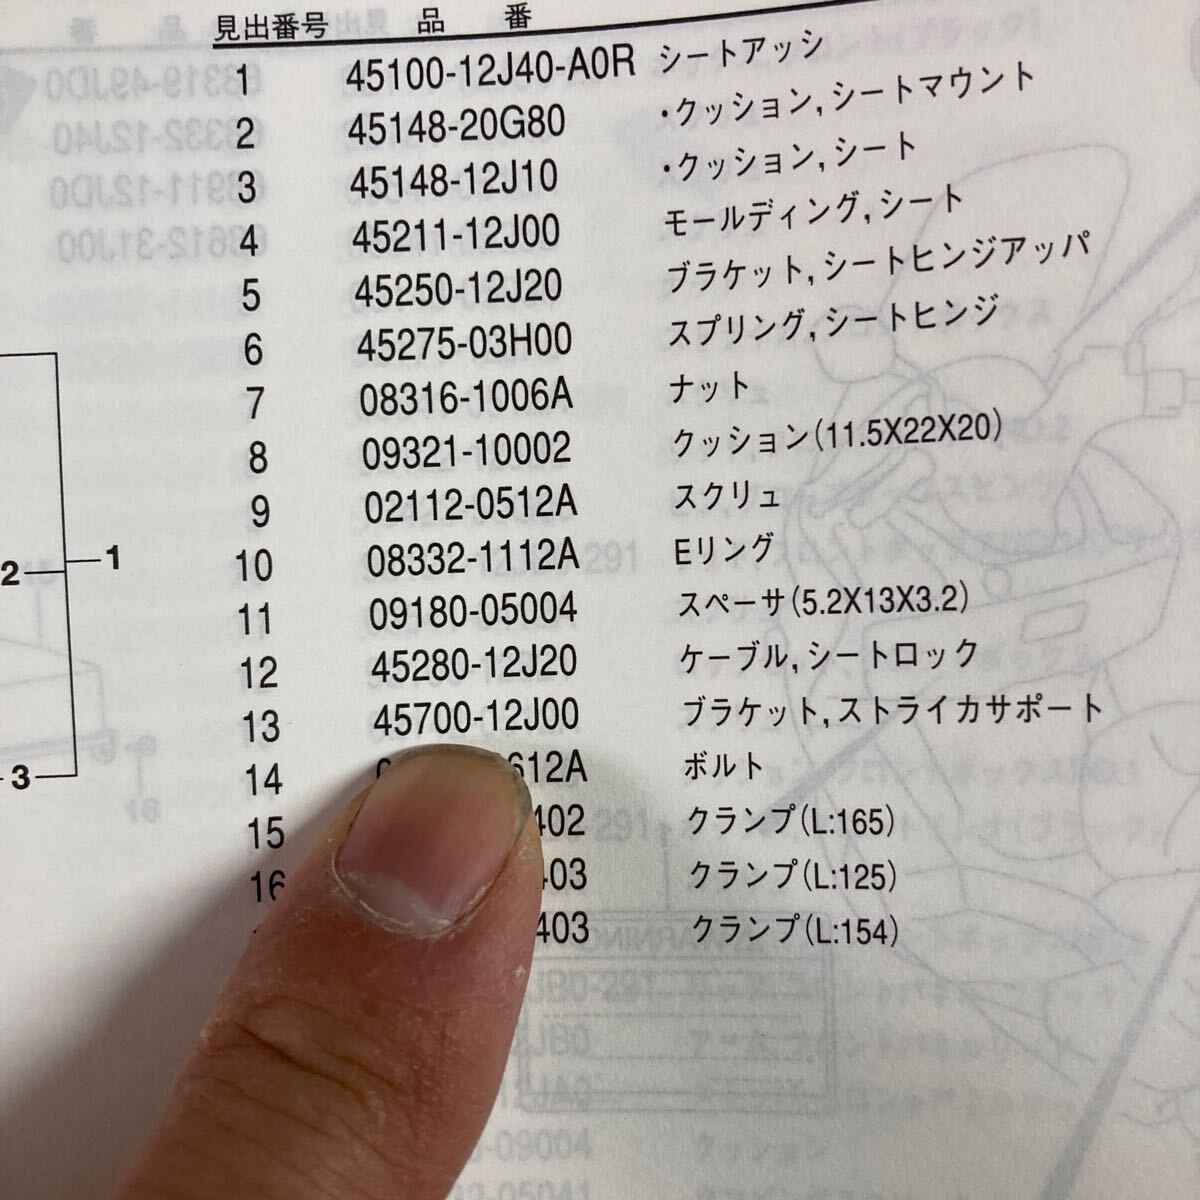 見出番号 品 番
1 45100-12J40-A0R シートアッシ
2 45148-20G80 ・クッション,シートマウント
3 45148-12J10 ・クッション,シート
4 45211-12J00 モールディング,シート
5 45250-12J20 ブラケット,シートヒンジアッパ
6 45275-03H00 スプリング,シートヒンジ
7 08316-1006A ナット
8 09321-10002 クッション(11.5X22X20)
9 02112-0512A スクリュ
10 08332-1112A Eリング
11 09180-05004 スペーサ(5.2X13X3.2)
12 45280-12J20 ケーブル,シートロック
13 45700-12J00 ブラケット,ストライカサポート
14 612A ボルト
15 402 クランプ(L:165)
16 403 クランプ(L:125)
403 クランプ(L:154)
2 1
3